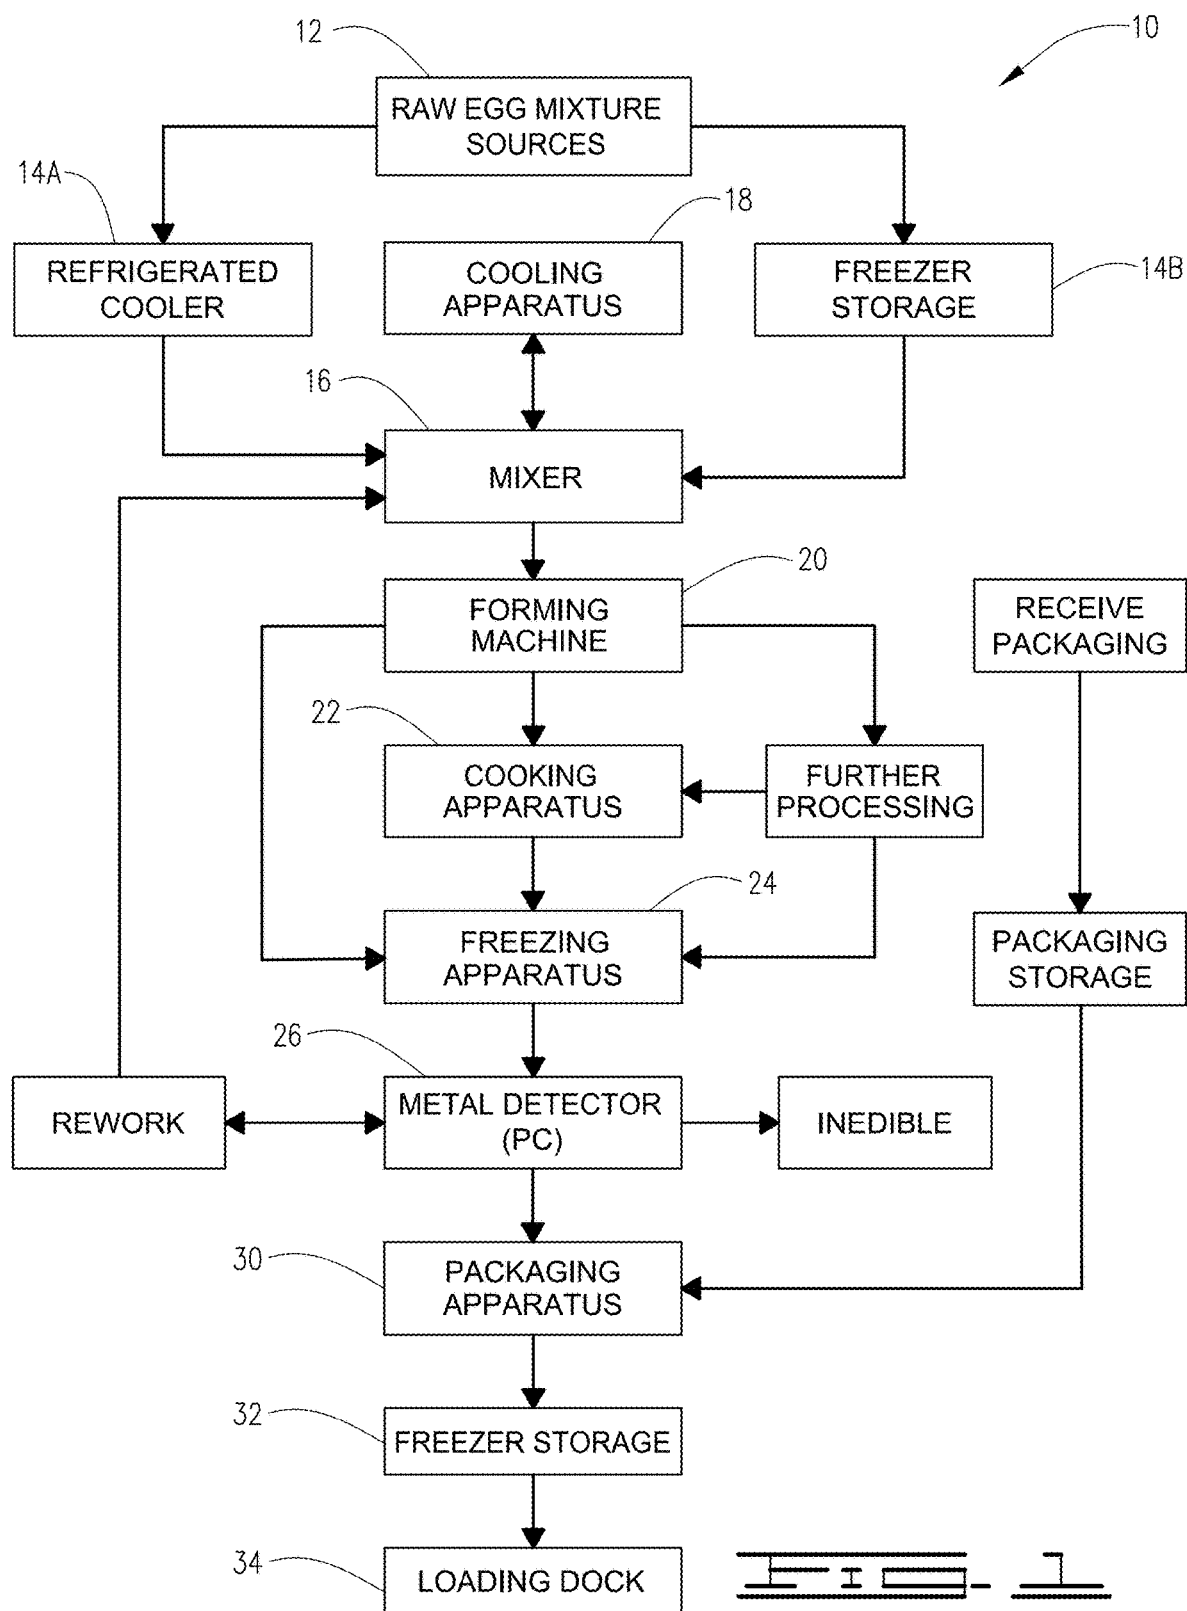 12
10
RAW EGG MIXTURE
SOURCES
14A
18
REFRIGERATED
COOLER
COOLING
APPARATUS
FREEZER
STORAGE
14B
16
MIXER
20
FORMING
MACHINE
RECEIVE
PACKAGING
22
COOKING
APPARATUS
FURTHER
PROCESSING
24
FREEZING
APPARATUS
PACKAGING
STORAGE
26
REWORK
METAL DETECTOR
(PC)
INEDIBLE
30
PACKAGING
APPARATUS
32
FREEZER STORAGE
34
LOADING DOCK
FIG. 1